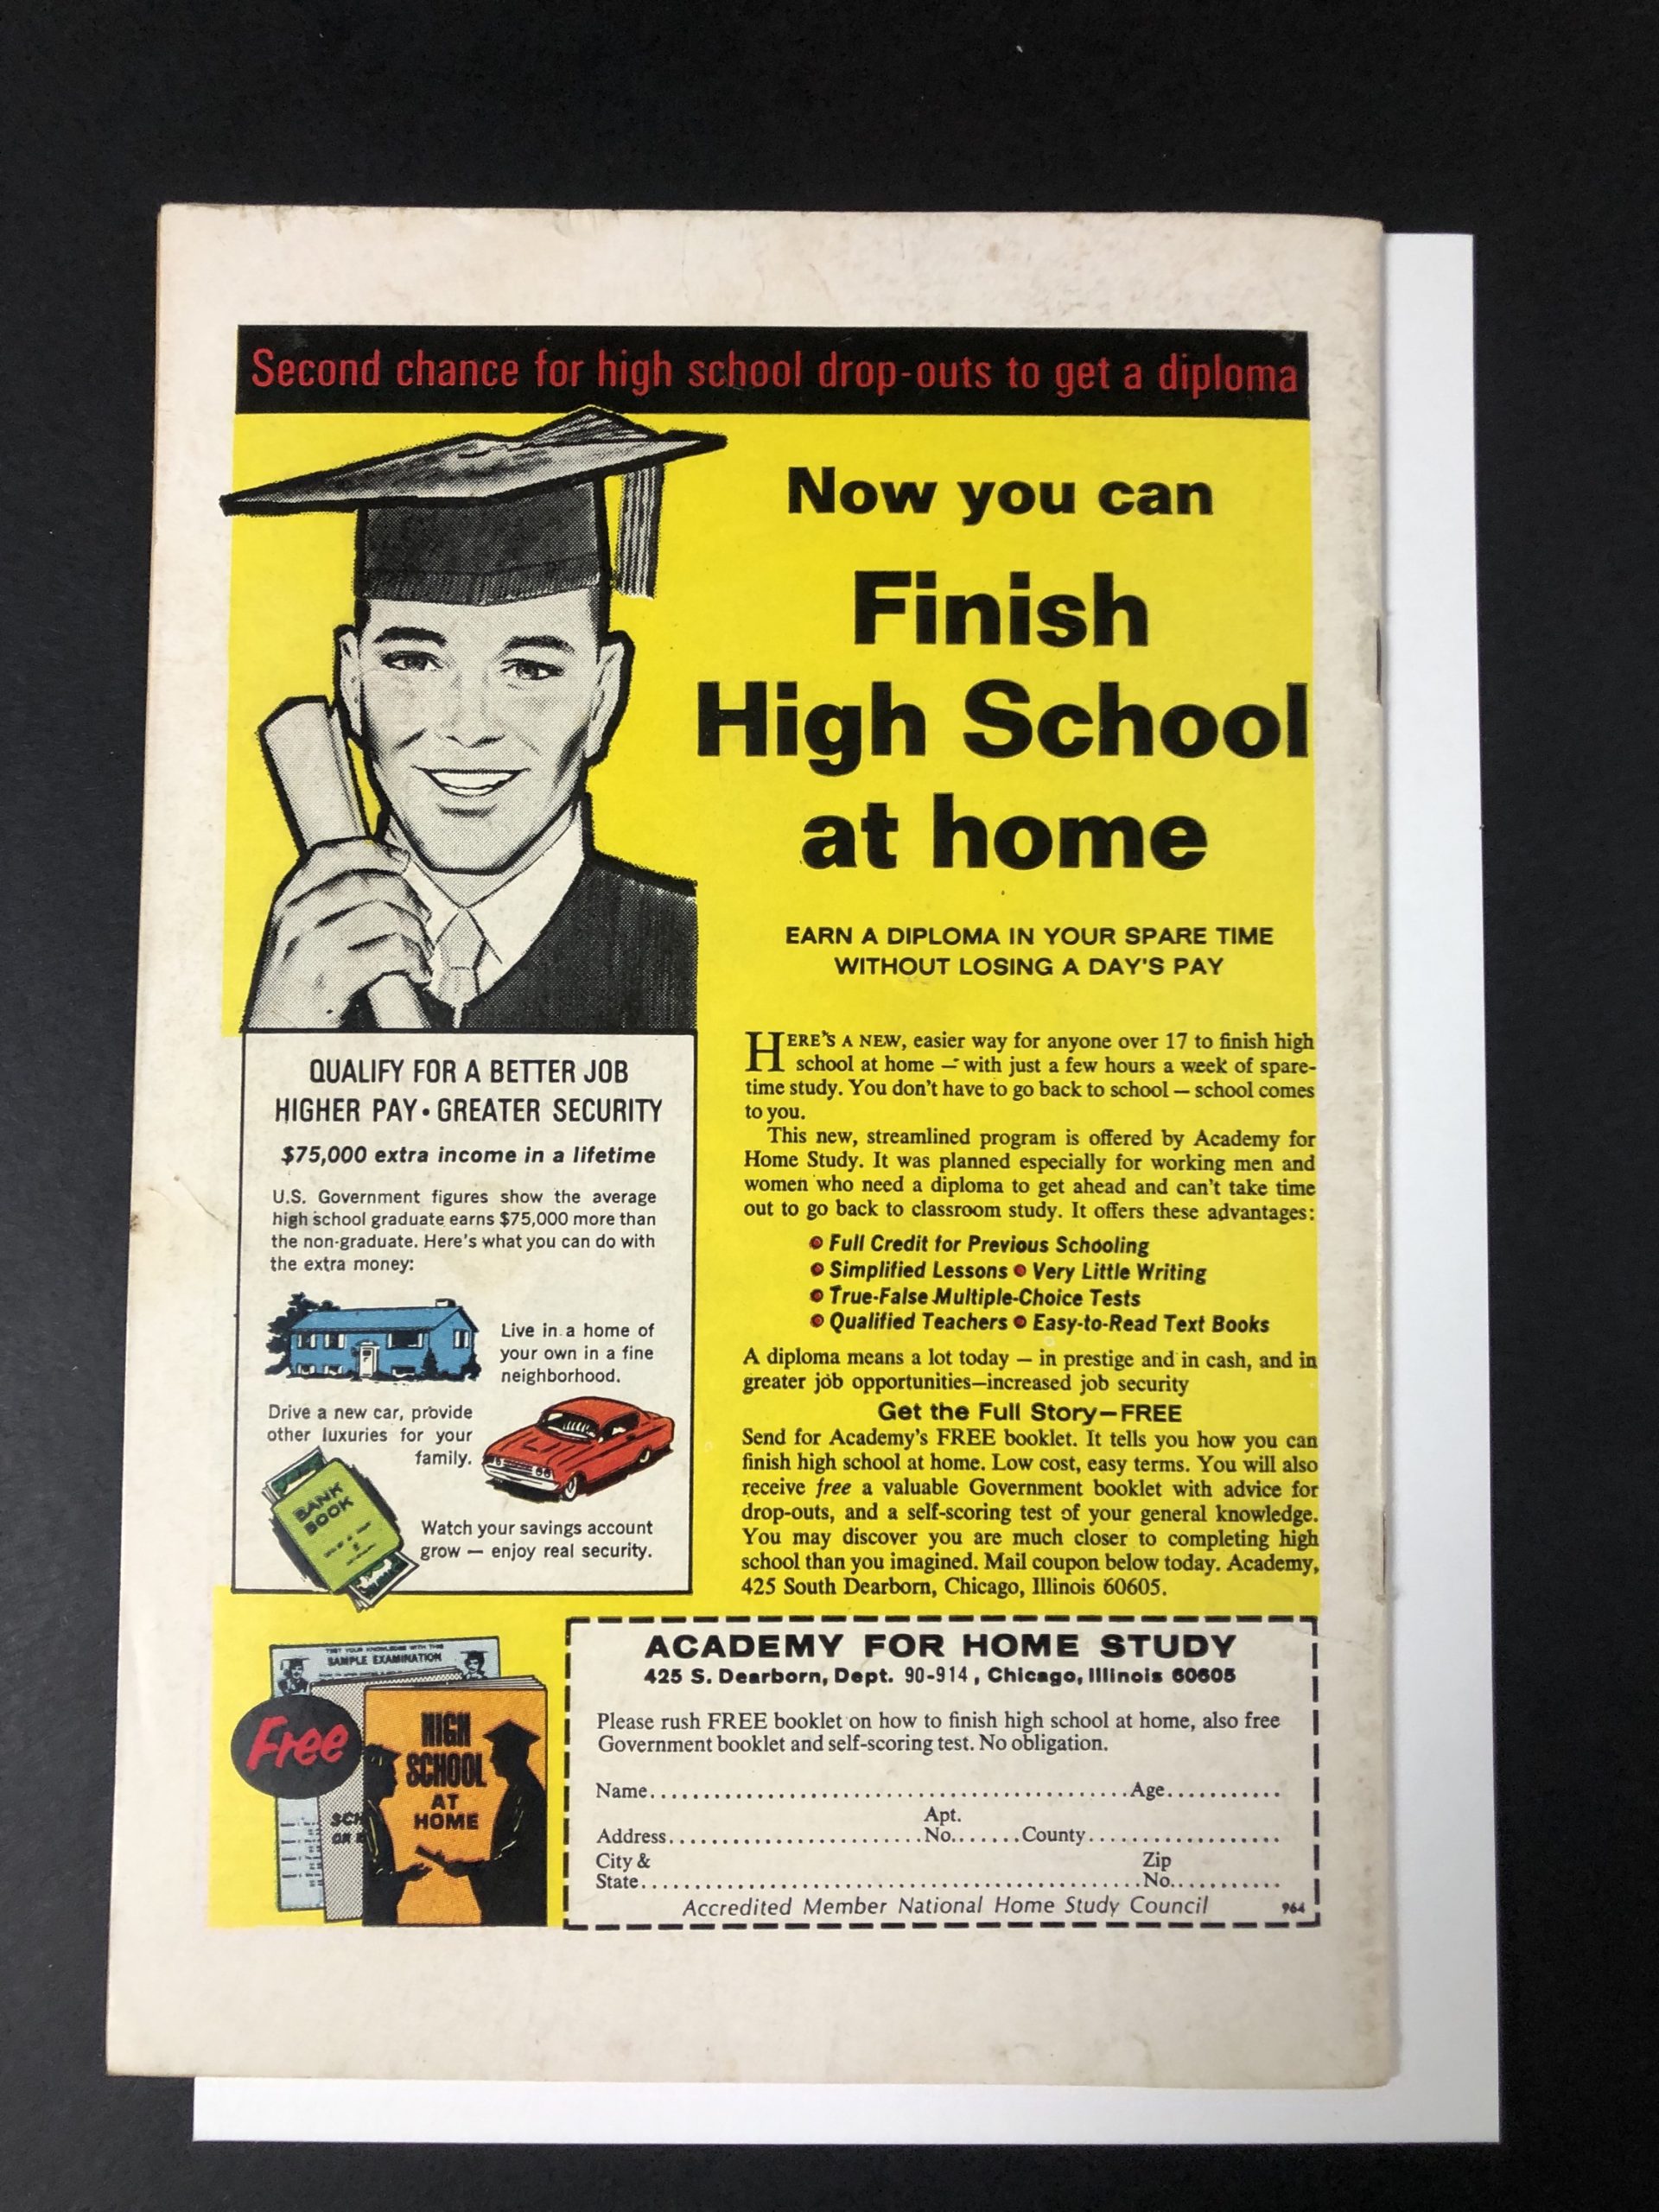 Second chance for high school drop-outs to get a diploma
Now you can
Finish
High School
at home
EARN A DIPLOMA IN YOUR SPARE TIME
WITHOUT LOSING A DAY'S PAY
QUALIFY FOR A BETTER JOB
HIGHER PAY • GREATER SECURITY
$75,000 extra income in a lifetime
U.S. Government figures show the average
high school graduate earns $75,000 more than
the non-graduate. Here's what you can do with
the extra money:
Live in a home of
your own in a fine
neighborhood.
Drive a new car, provide
other luxuries for your
family.
BANK
BOOK
Watch your savings account
grow — enjoy real security.
HERE'S A NEW, easier way for anyone over 17 to finish high
school at home — with just a few hours a week of spare-
time study. You don't have to go back to school — school comes
to you.
This new, streamlined program is offered by Academy for
Home Study. It was planned especially for working men and
women who need a diploma to get ahead and can't take time
out to go back to classroom study. It offers these advantages:
• Full Credit for Previous Schooling
• Simplified Lessons • Very Little Writing
• True-False Multiple-Choice Tests
• Qualified Teachers • Easy-to-Read Text Books
A diploma means a lot today — in prestige and in cash, and in
greater job opportunities—increased job security
Get the Full Story—FREE
Send for Academy's FREE booklet. It tells you how you can
finish high school at home. Low cost, easy terms. You will also
receive free a valuable Government booklet with advice for
drop-outs, and a self-scoring test of your general knowledge.
You may discover you are much closer to completing high
school than you imagined. Mail coupon below today. Academy,
425 South Dearborn, Chicago, Illinois 60605.
TEST YOUR KNOWLEDGE WITH THIS
SAMPLE EXAMINATION
Free
HIGH
SCHOOL
AT
HOME
SCH
OR
ACADEMY FOR HOME STUDY
425 S. Dearborn, Dept. 90-914, Chicago, Illinois 60605
Please rush FREE booklet on how to finish high school at home, also free
Government booklet and self-scoring test. No obligation.
Name..........................................Age...........
Apt.
Address.......................No.......County.................
City & Zip
State...........................................No...........
Accredited Member National Home Study Council 964